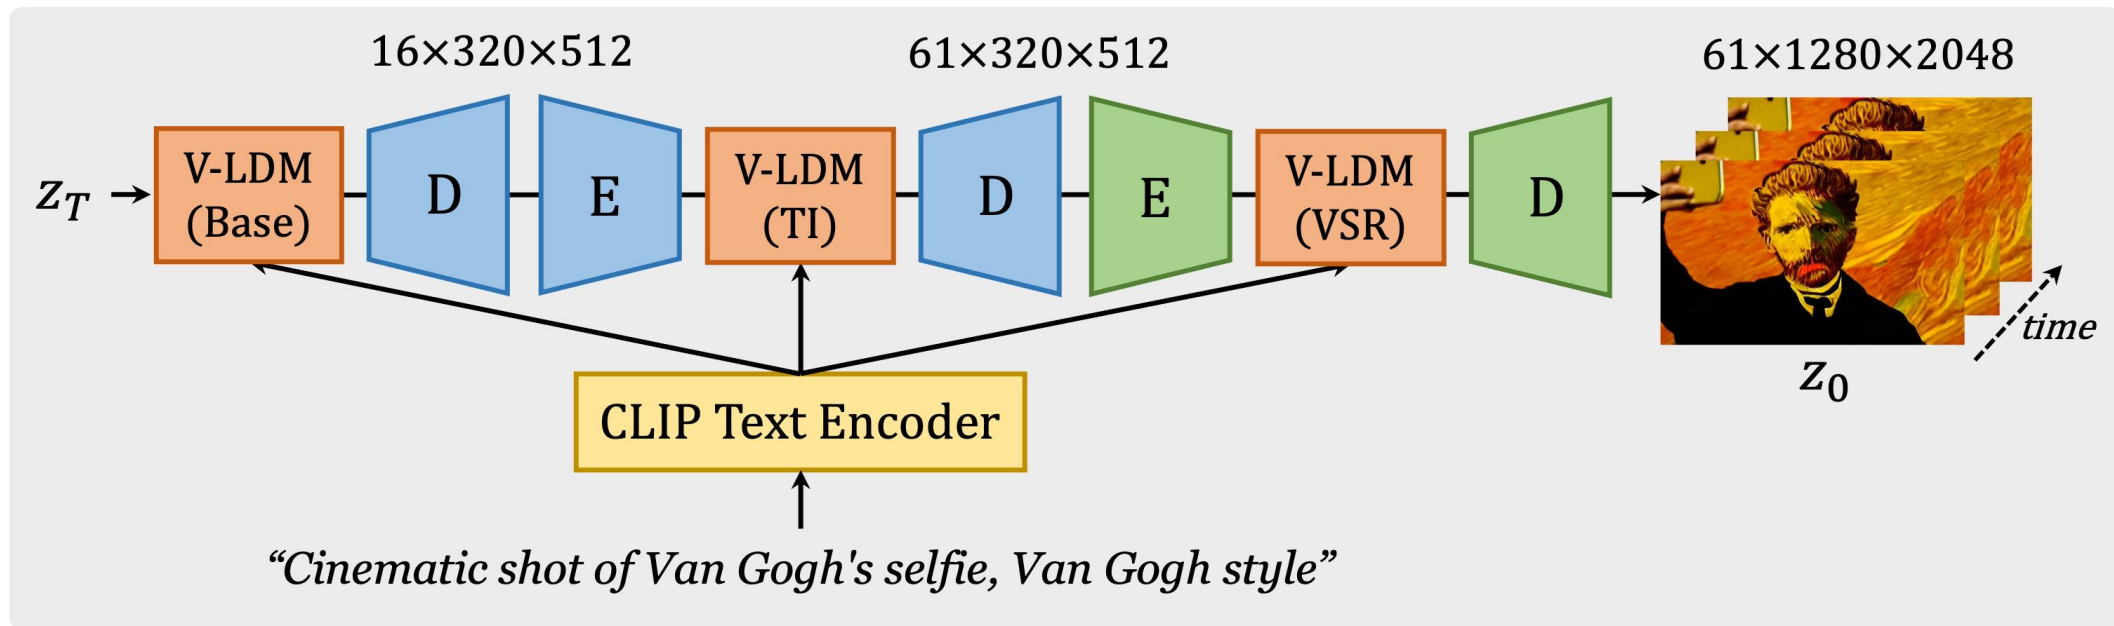 16×320×512
61×320×512
61×1280×2048
z_T
V-LDM
(Base)
D
E
V-LDM
(TI)
D
E
V-LDM
(VSR)
D
time
z_0
CLIP Text Encoder
“Cinematic shot of Van Gogh's selfie, Van Gogh style”